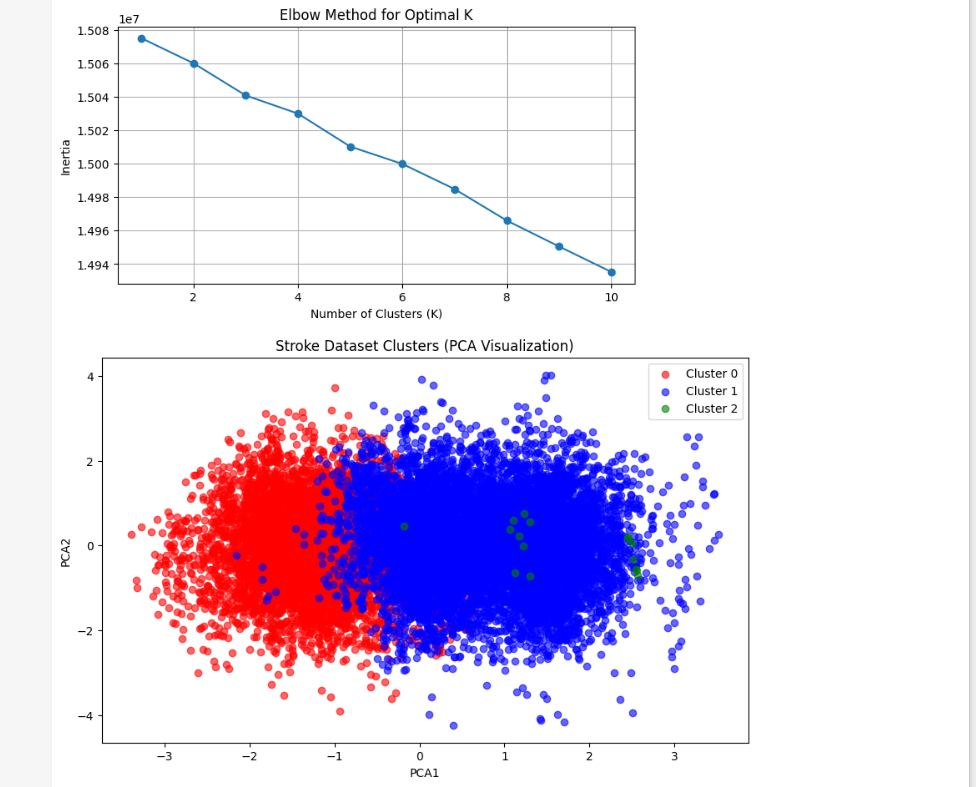 Elbow Method for Optimal K
1e7
1.508
1.506
1.504
1.502
1.500
1.498
1.496
1.494
Inertia
2 4 6 8 10
Number of Clusters (K)
Stroke Dataset Clusters (PCA Visualization)
Cluster 0
Cluster 1
Cluster 2
4
2
0
−2
−4
PCA2
−3 −2 −1 0 1 2 3
PCA1